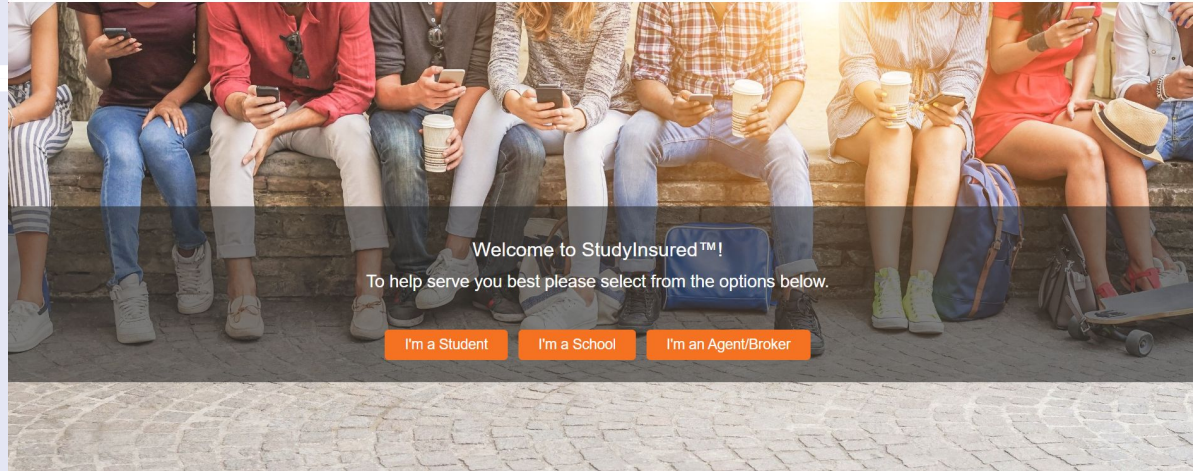 Welcome to StudyInsured™!
To help serve you best please select from the options below.
I'm a Student
I'm a School
I'm an Agent/Broker